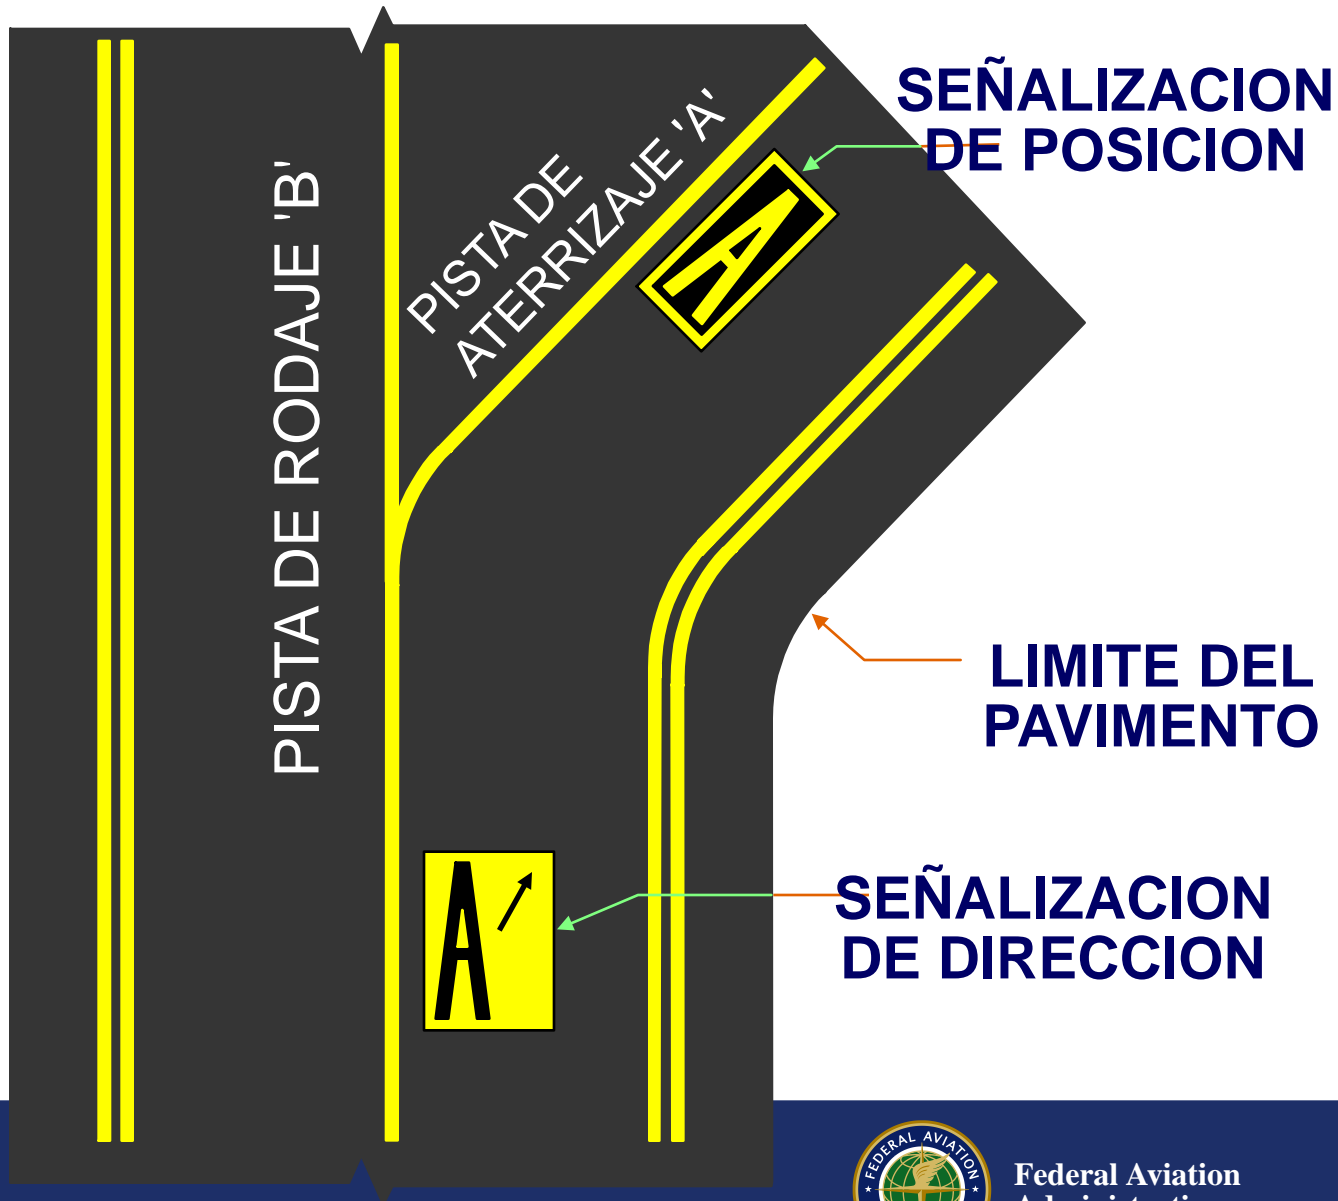 SEÑALIZACION
DE POSICION
PISTA DE
ATERRIZAJE 'A'
A
PISTA DE RODAJE 'B'
LIMITE DEL
PAVIMENTO
A
SEÑALIZACION
DE DIRECCION
FEDERAL AVIATION
Federal Aviation